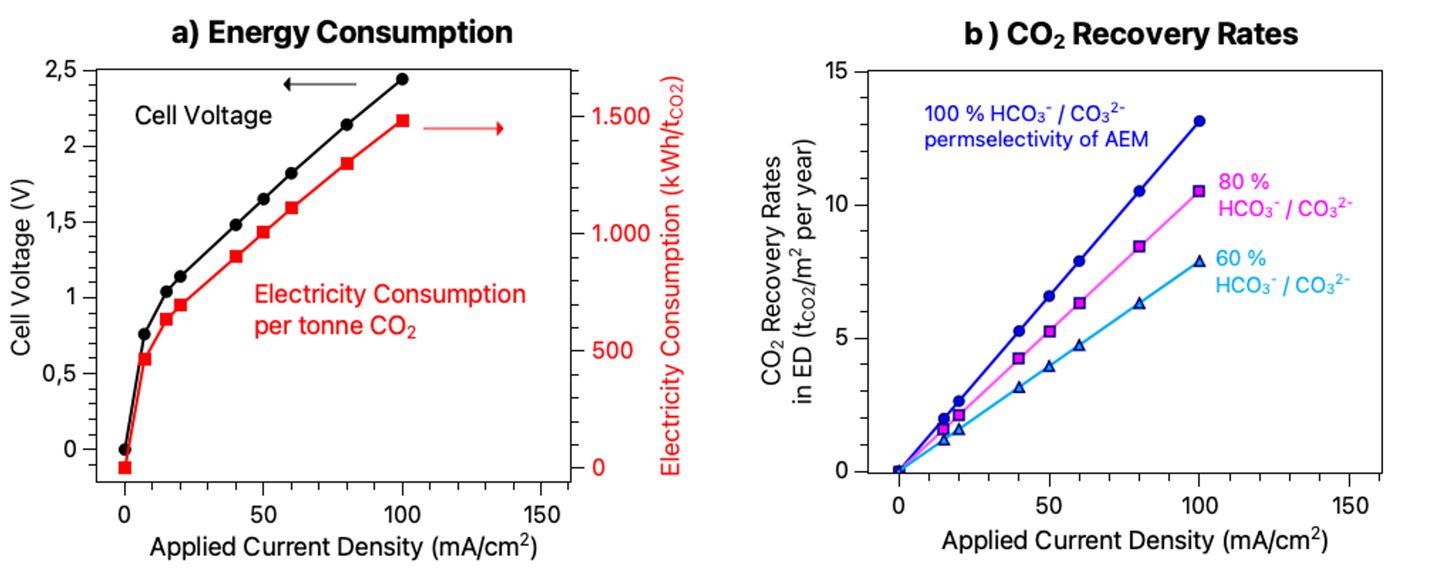 a) Energy Consumption
2,5
2
1,5
1
0,5
0
Cell Voltage (V)
Cell Voltage
Electricity Consumption
per tonne CO₂
1.500
1.000
500
0
Electricity Consumption (kWh/tCO2)
0
50
100
150
Applied Current Density (mA/cm²)
b ) CO₂ Recovery Rates
15
10
5
0
CO₂ Recovery Rates
in ED (tCO2/m² per year)
100 % HCO₃⁻ / CO₃²⁻
permselectivity of AEM
80 %
HCO₃⁻ / CO₃²⁻
60 %
HCO₃⁻ / CO₃²⁻
0
50
100
150
Applied Current Density (mA/cm²)